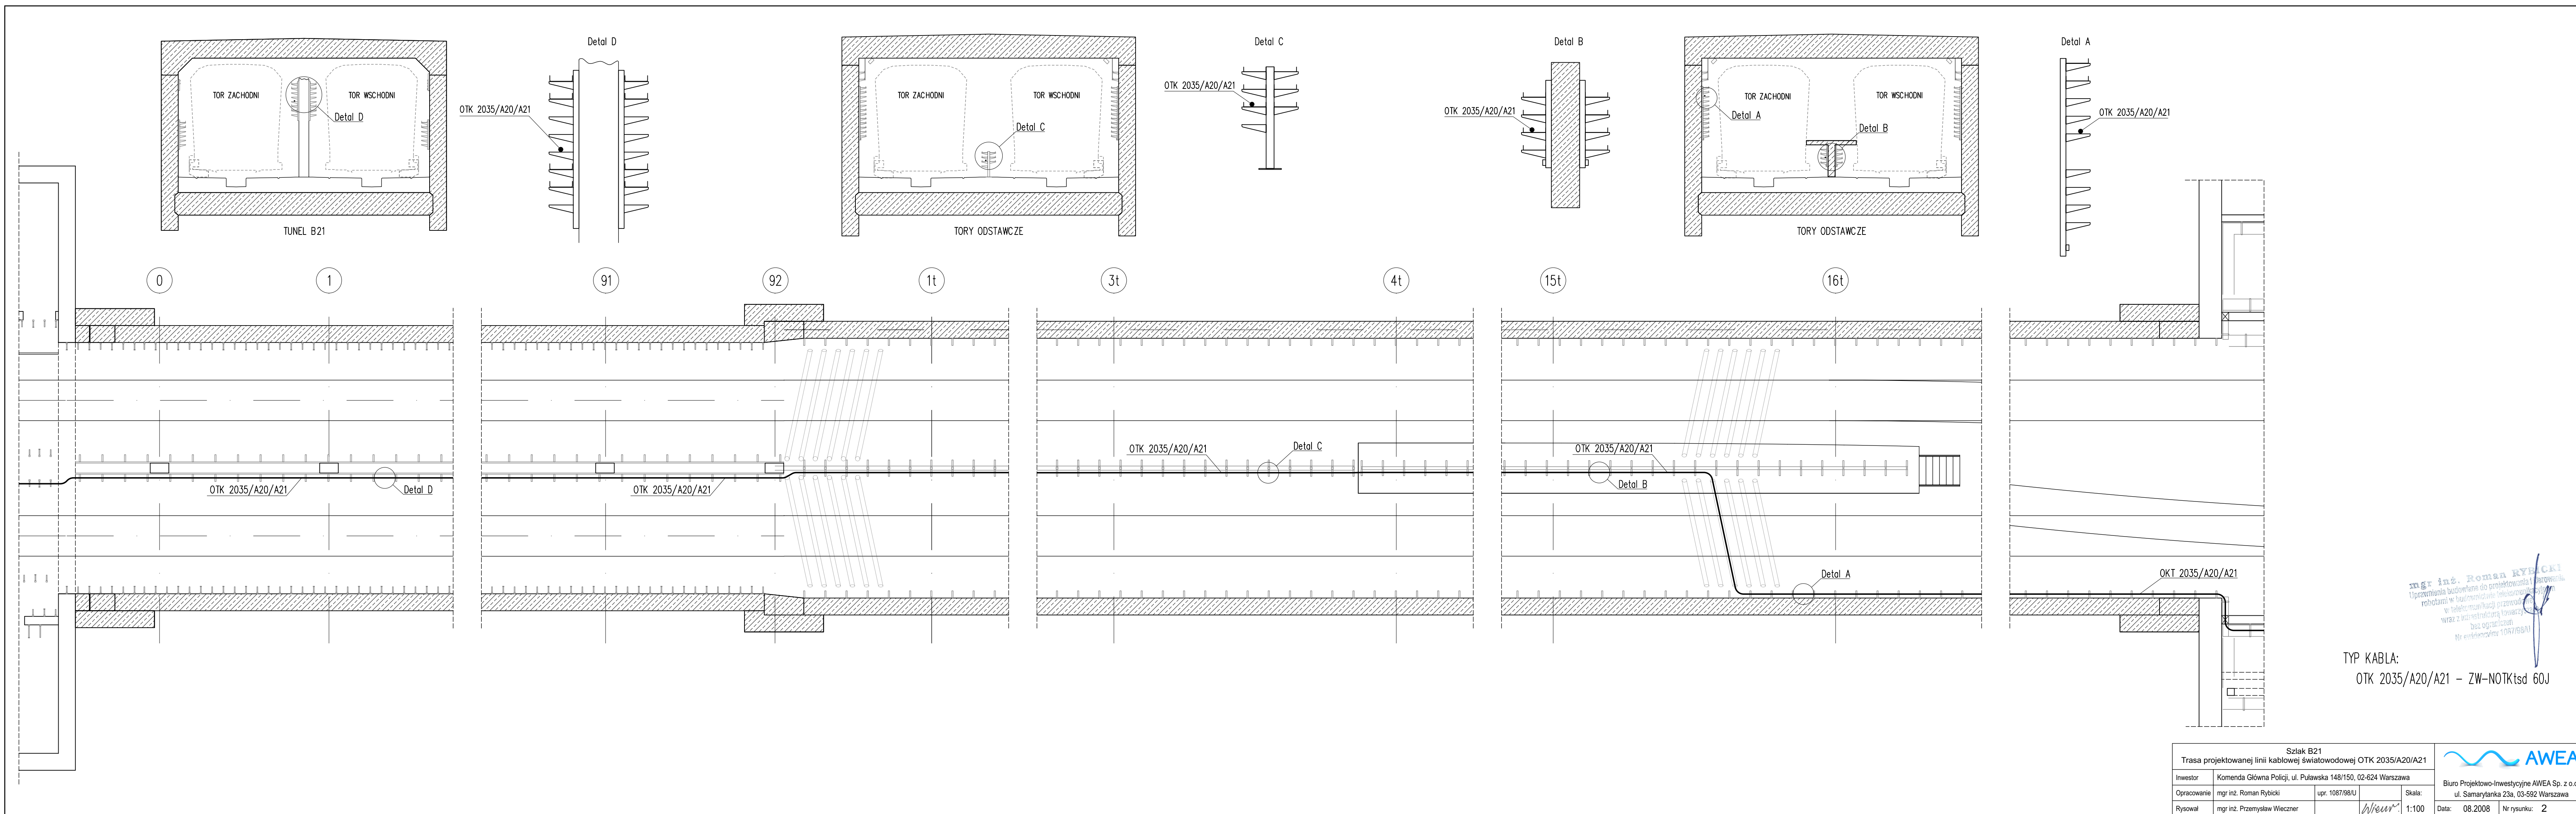 Detal D
Detal C
Detal B
Detal A
TOR ZACHODNI
TOR WSCHODNI
Detal D
TUNEL B21
OTK 2035/A20/A21
TOR ZACHODNI
TOR WSCHODNI
Detal C
TORY ODSTAWCZE
OTK 2035/A20/A21
OTK 2035/A20/A21
TOR ZACHODNI
TOR WSCHODNI
Detal A
Detal B
TORY ODSTAWCZE
OTK 2035/A20/A21
0
1
91
92
1t
3t
4t
15t
16t
OTK 2035/A20/A21
Detal D
OTK 2035/A20/A21
OTK 2035/A20/A21
Detal C
OTK 2035/A20/A21
Detal B
Detal A
OKT 2035/A20/A21
mgr inż. Roman RYBICKI
TYP KABLA:
OTK 2035/A20/A21 - ZW-NOTKtsd 60J
Szlak B21
Trasa projektowanej linii kablowej światowodowej OTK 2035/A20/A21
Inwestor Komenda Główna Policji, ul. Puławska 148/150, 02-624 Warszawa
Opracowanie mgr inż. Roman Rybicki upr. 1087/98/U Skala:
Rysował mgr inż. Przemysław Wieczner 1:100
AWEA
Biuro Projektowo-Inwestycyjne AWEA Sp. z o.o.
ul. Samarytanka 23a, 03-592 Warszawa
Data: 08.2008 Nr rysunku: 2